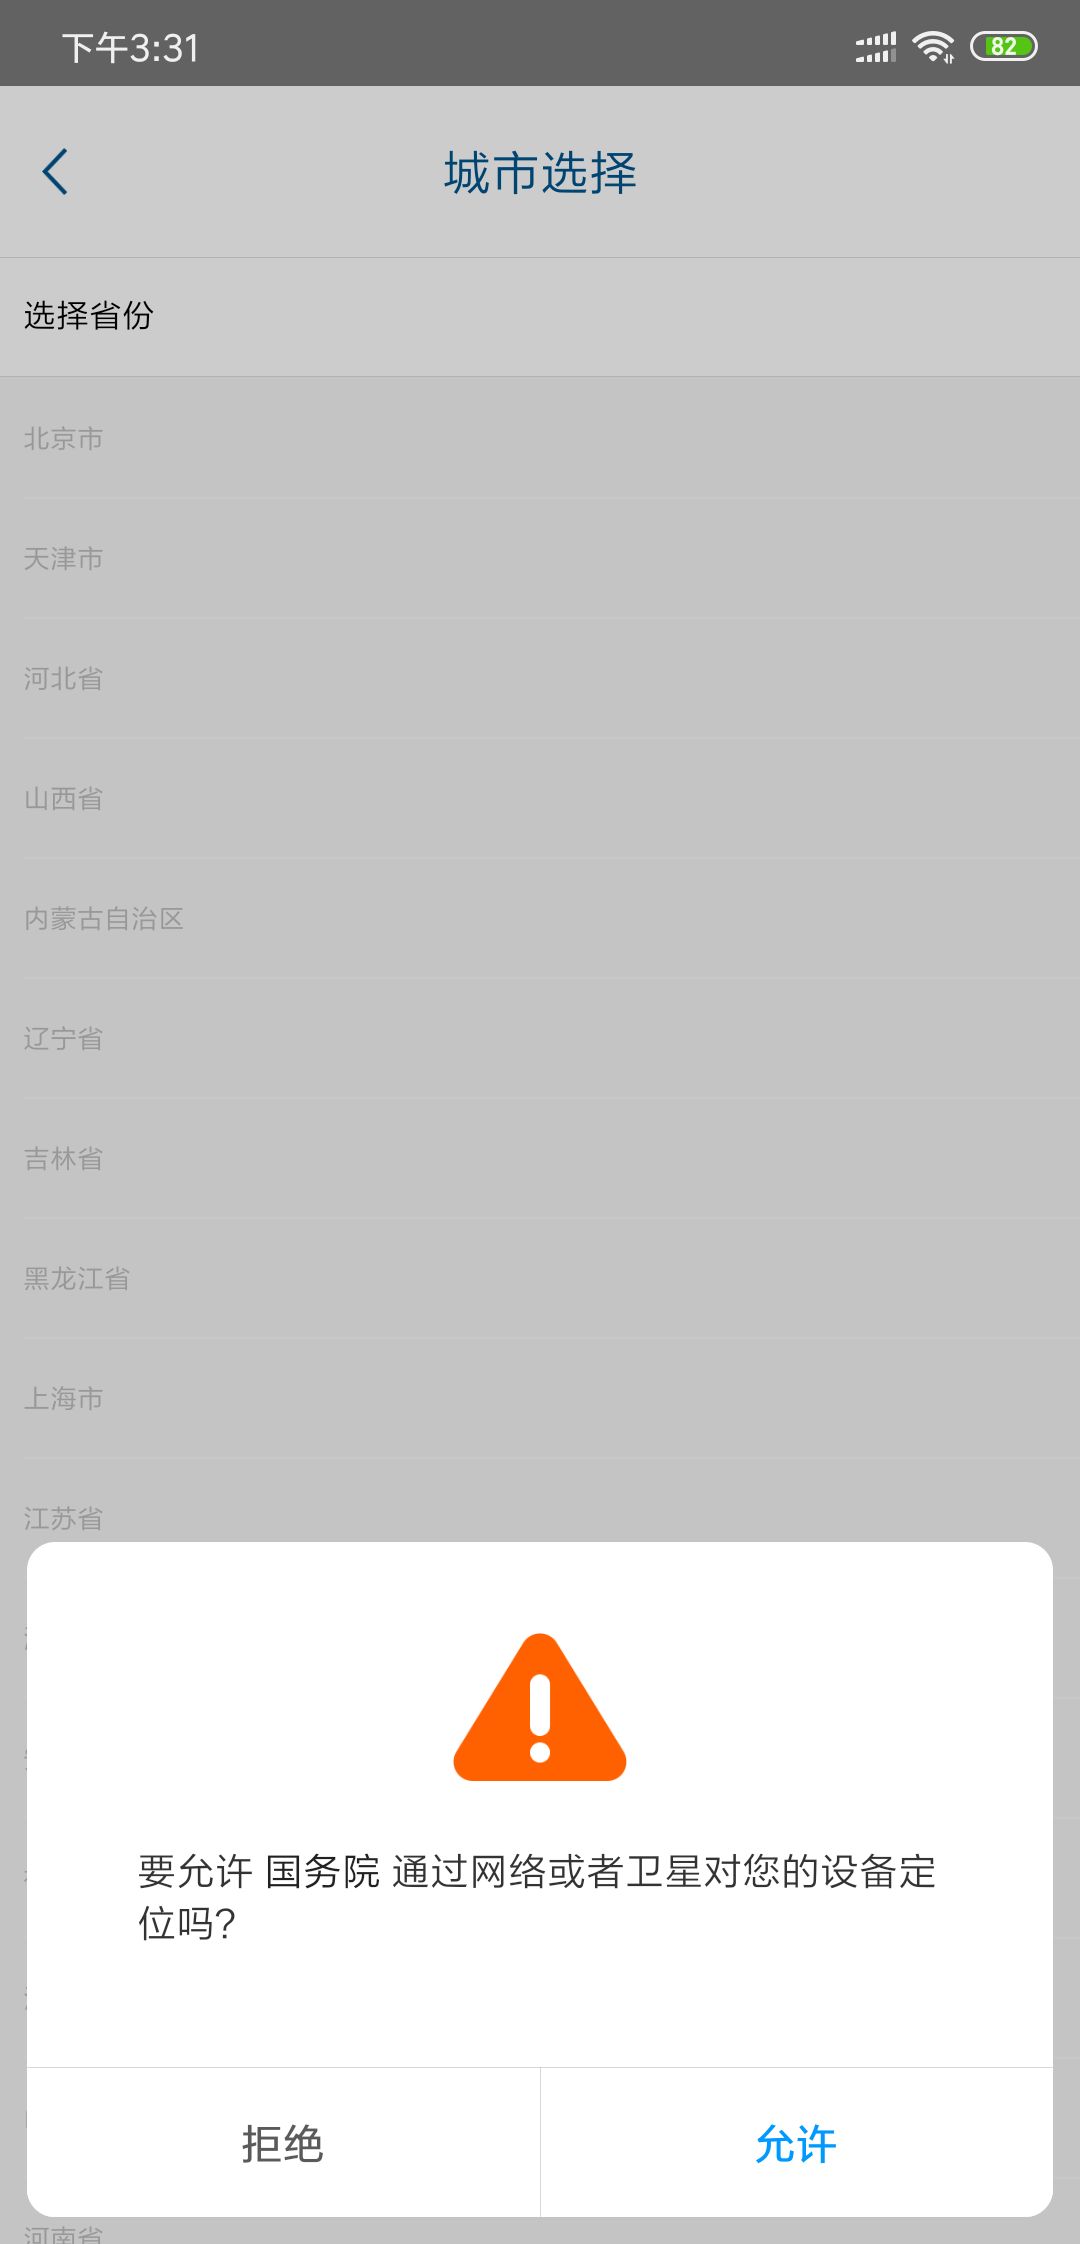 下午3:31
82
城市选择
选择省份
北京市
天津市
河北省
山西省
内蒙古自治区
辽宁省
吉林省
黑龙江省
上海市
江苏省
要允许 国务院 通过网络或者卫星对您的设备定
位吗?
拒绝
允许
河南省